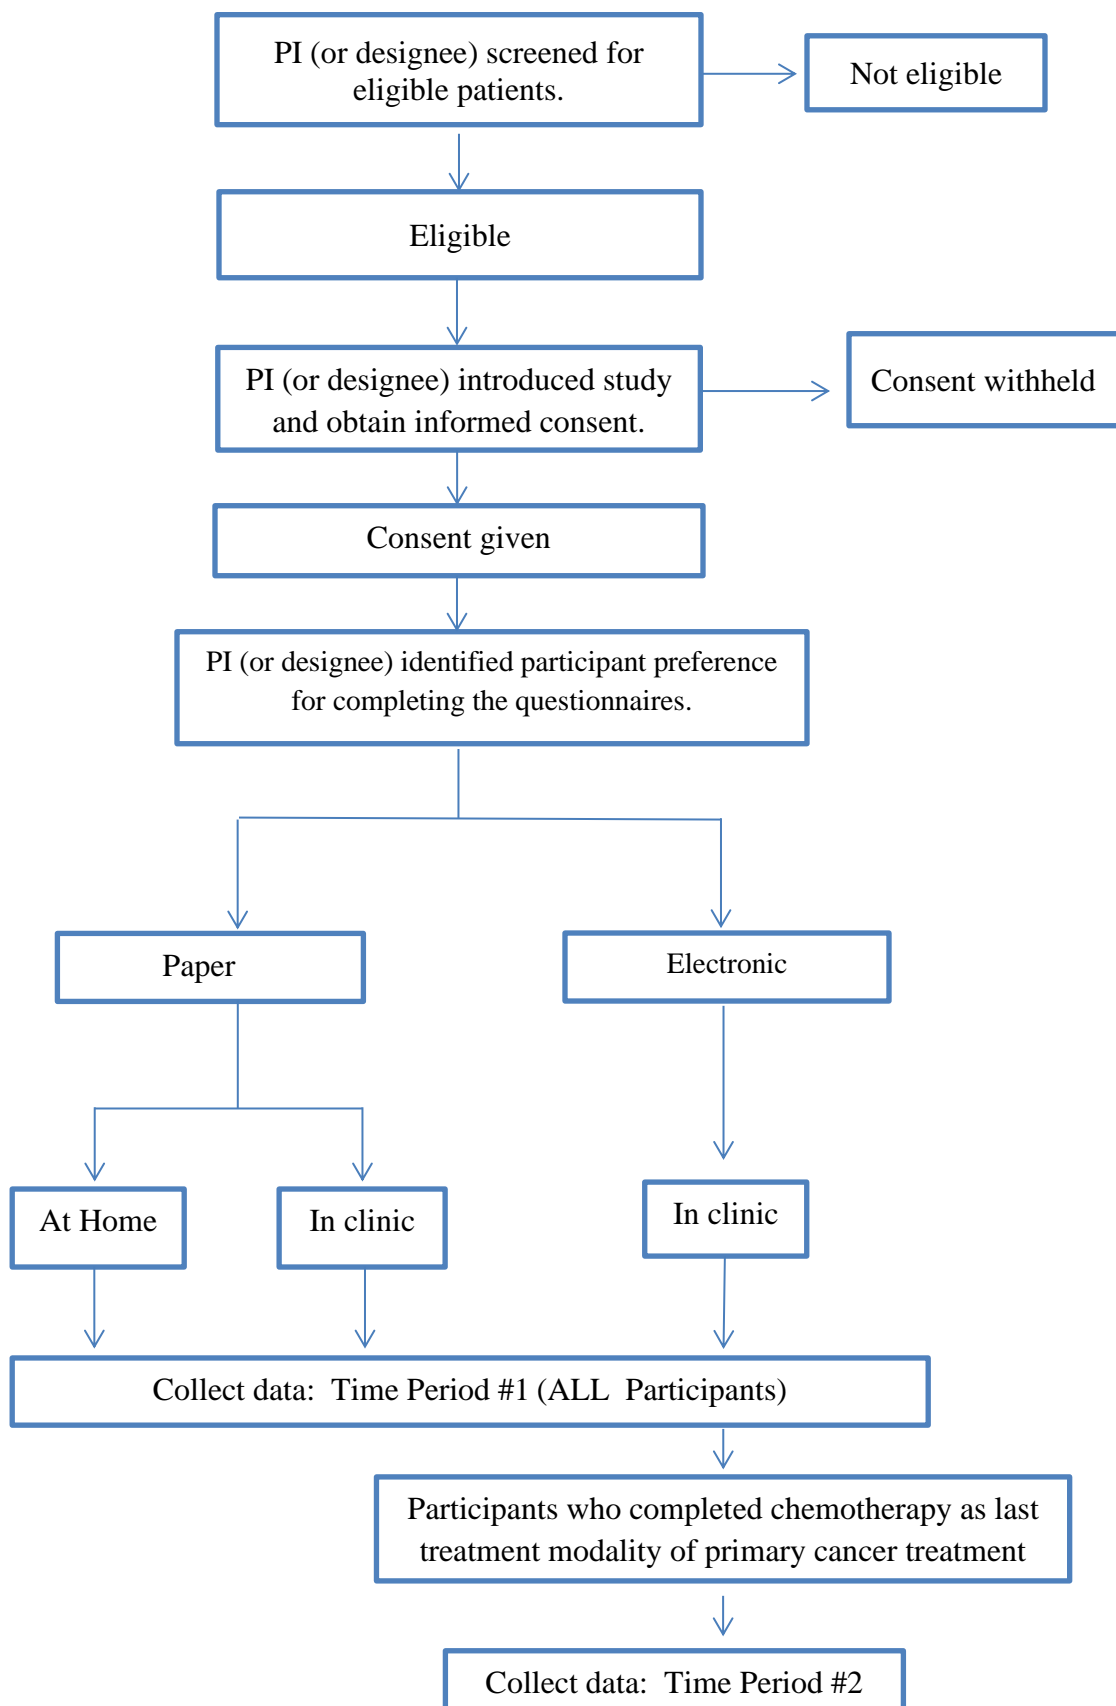 PI (or designee) screened for
eligible patients.
Not eligible
Eligible
PI (or designee) introduced study
and obtain informed consent.
Consent withheld
Consent given
PI (or designee) identified participant preference
for completing the questionnaires.
Paper
Electronic
At Home
In clinic
In clinic
Collect data:  Time Period #1 (ALL  Participants)
Participants who completed chemotherapy as last
treatment modality of primary cancer treatment
Collect data:  Time Period #2